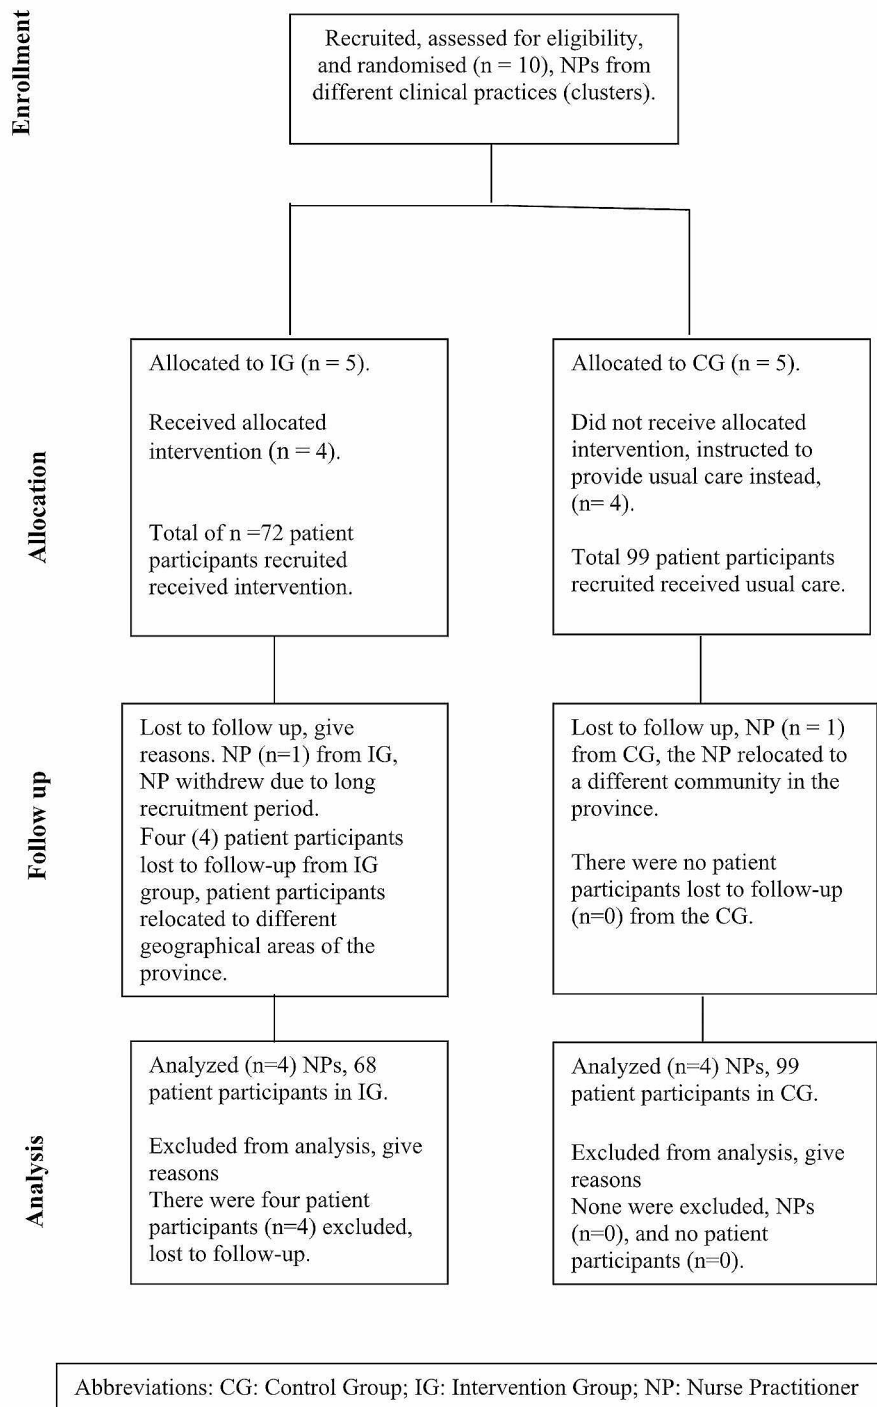 Enrollment
Recruited, assessed for eligibility,
and randomised (n = 10), NPs from
different clinical practices (clusters).
Allocation
Allocated to IG (n = 5).
Received allocated
intervention (n = 4).
Total of n =72 patient
participants recruited
received intervention.
Allocated to CG (n = 5).
Did not receive allocated
intervention, instructed to
provide usual care instead,
(n= 4).
Total 99 patient participants
recruited received usual care.
Follow up
Lost to follow up, give
reasons. NP (n=1) from IG,
NP withdrew due to long
recruitment period.
Four (4) patient participants
lost to follow-up from IG
group, patient participants
relocated to different
geographical areas of the
province.
Lost to follow up, NP (n = 1)
from CG, the NP relocated to
a different community in the
province.
There were no patient
participants lost to follow-up
(n=0) from the CG.
Analysis
Analyzed (n=4) NPs, 68
patient participants in IG.
Excluded from analysis, give
reasons
There were four patient
participants (n=4) excluded,
lost to follow-up.
Analyzed (n=4) NPs, 99
patient participants in CG.
Excluded from analysis, give
reasons
None were excluded, NPs
(n=0), and no patient
participants (n=0).
Abbreviations: CG: Control Group; IG: Intervention Group; NP: Nurse Practitioner